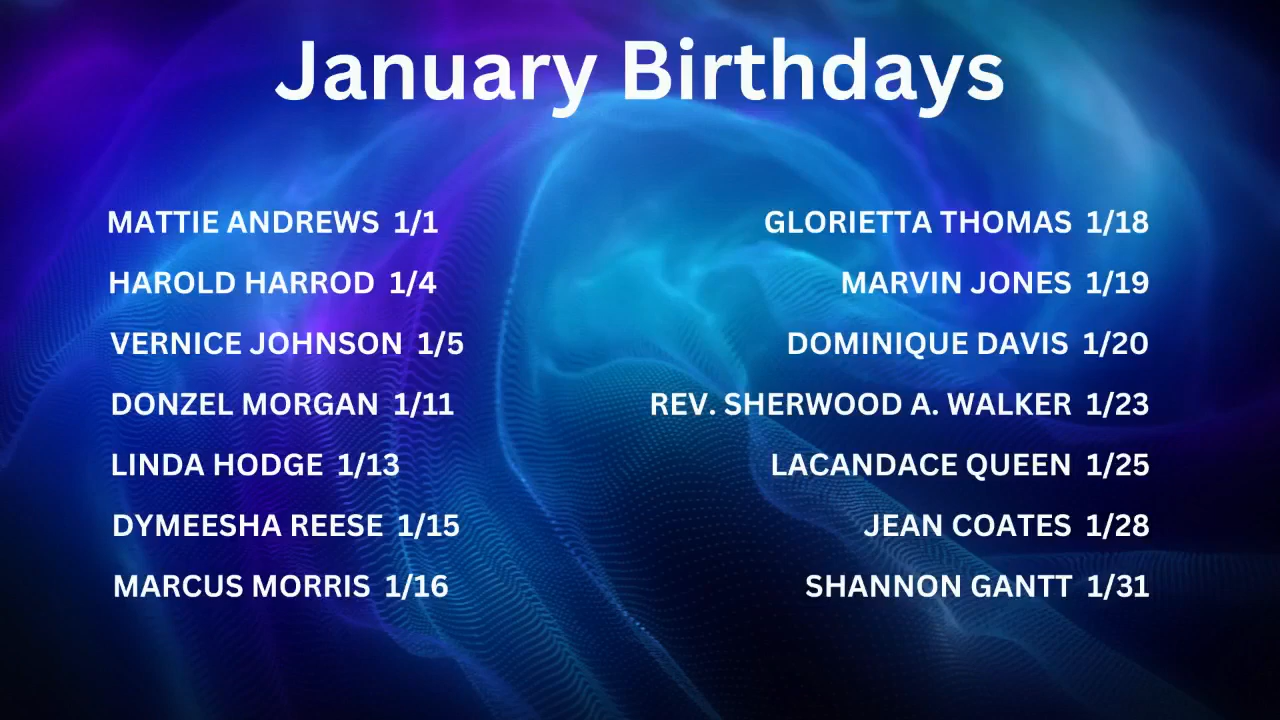 January Birthdays
MATTIE ANDREWS 1/1
HAROLD HARROD 1/4
VERNICE JOHNSON 1/5
DONZEL MORGAN 1/11
LINDA HODGE 1/13
DYMEESHA REESE 1/15
MARCUS MORRIS 1/16
GLORIETTA THOMAS 1/18
MARVIN JONES 1/19
DOMINIQUE DAVIS 1/20
REV. SHERWOOD A. WALKER 1/23
LACANDACE QUEEN 1/25
JEAN COATES 1/28
SHANNON GANTT 1/31